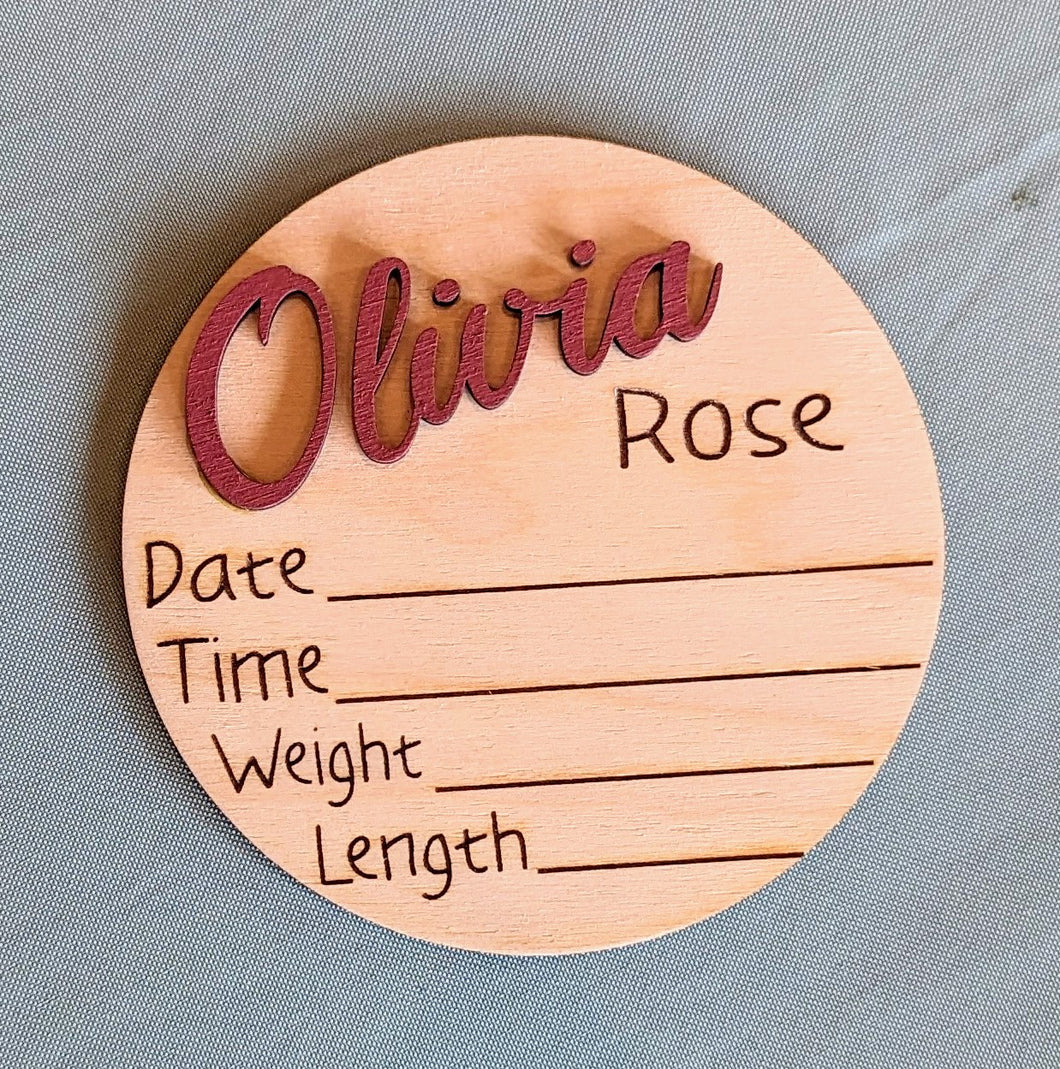 Olivia
Rose
Date
Time
Weight
Length